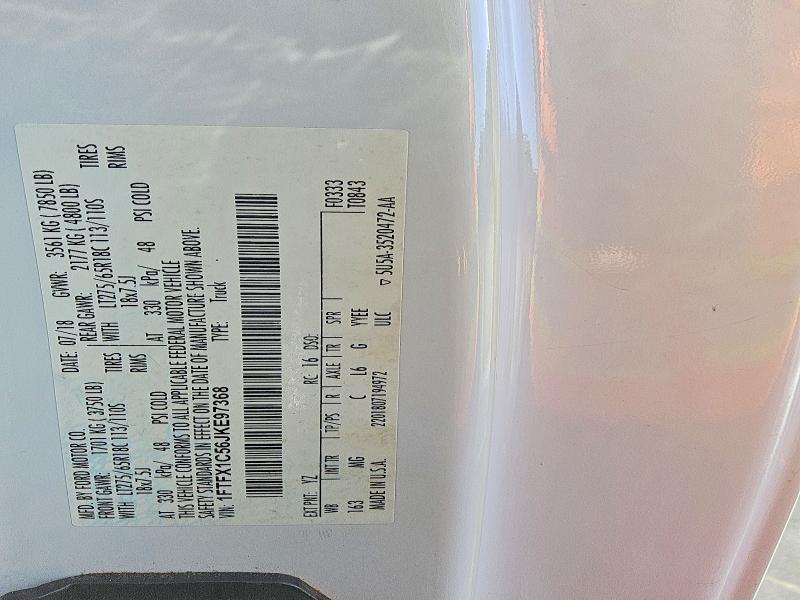 MFD. BY FORD MOTOR CO. DATE: 07/18 GVWR: 3561 KG ( 7850 LB)
FRONT GAWR: 1701 KG ( 3750 LB) REAR GAWR: 2177 KG ( 4800 LB)
WITH LT275/65R18C 113/110S TIRES WITH LT275/65R18C 113/110S TIRES
18x7.5J RIMS 18x7.5J RIMS
AT 330 kPa/ 48 PSI COLD AT 330 kPa/ 48 PSI COLD
THIS VEHICLE CONFORMS TO ALL APPLICABLE FEDERAL MOTOR VEHICLE
SAFETY STANDARDS IN EFFECT ON THE DATE OF MANUFACTURE SHOWN ABOVE.
VIN: 1FTFX1C56JKE97368 TYPE: Truck
EXT PNT: YZ RC: 16 DSO: F0333
WB INT TR TP/PS R AXLE TR SPR T0843
163 MG C L6 G YYEE
MADE IN U.S.A. 2201807194972 ULC ▽ 5U5A-3520472-AA